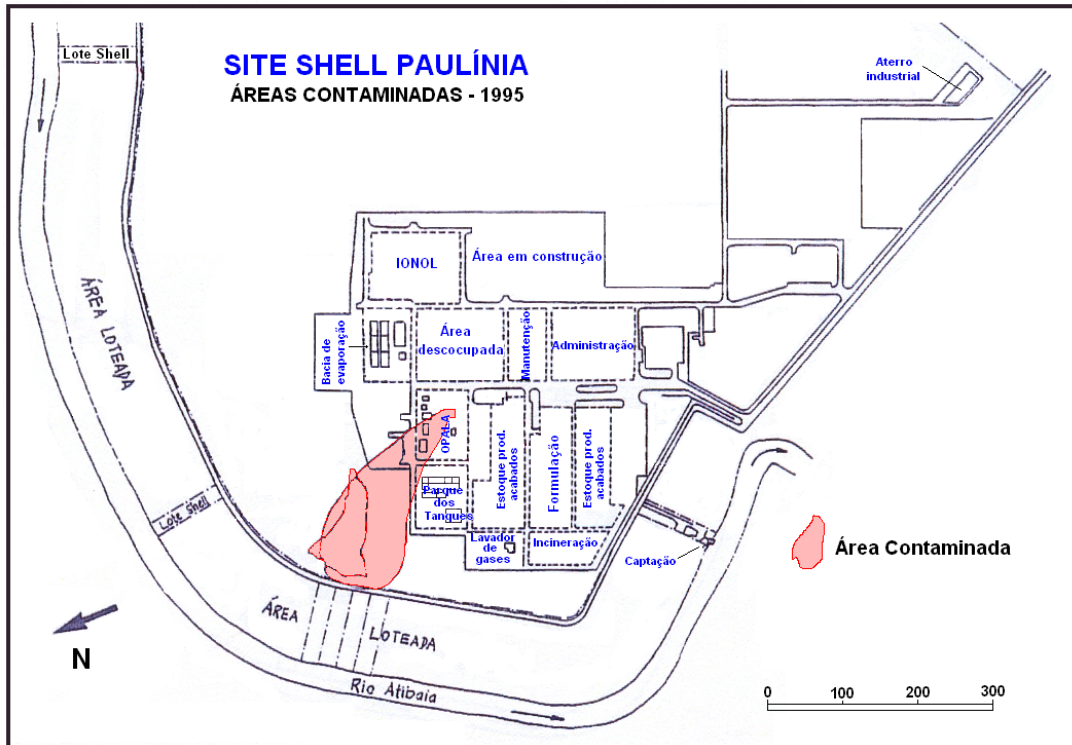 Lote Shell
SITE SHELL PAULÍNIA
ÁREAS CONTAMINADAS - 1995
Aterro
industrial
IONOL
Área em construção
ÁREA LOTEADA
Bacia de
evaporação
Área
descocupada
Manutenção
Administração
OPALA
Estoque prod.
acabados
Formulação
Estoque prod.
acabados
Parque
dos
Tangues
Lote Shell
Lavador
de
gases
Incineração
Captação
Área Contaminada
ÁREA
LOTEADA
N
Rio Atibaia
0 100 200 300